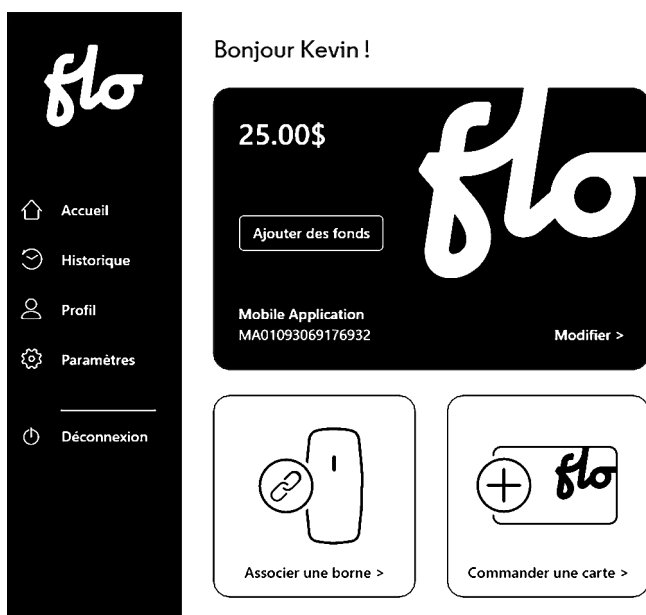 flo
Accueil
Historique
Profil
Paramètres
Déconnexion
Bonjour Kevin !
25.00$
flo
Ajouter des fonds
Mobile Application
MA01093069176932
Modifier >
Associer une borne >
flo
Commander une carte >